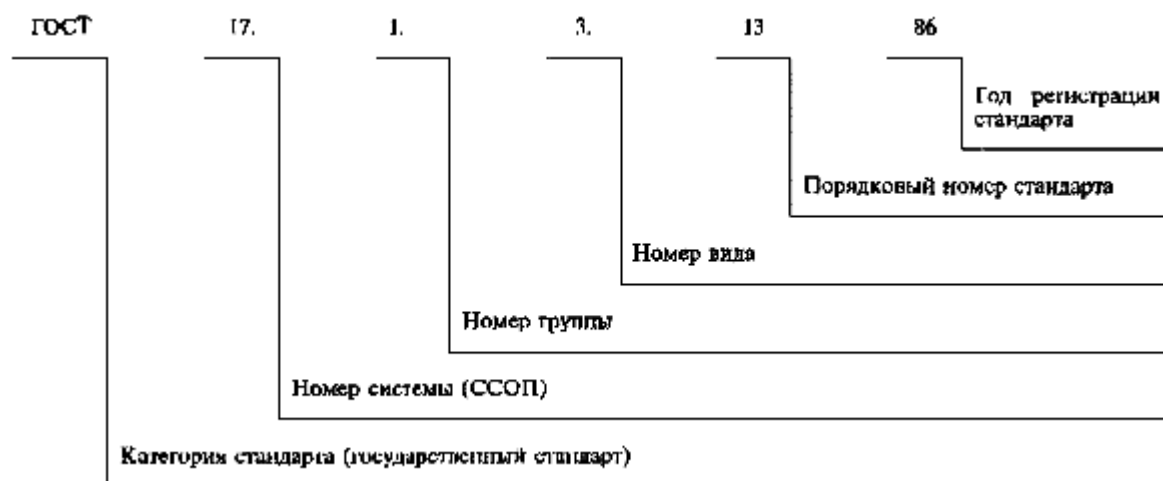 ГОСТ 17. 1. 3. 13 86
Год регистрации
стандарта
Порядковый номер стандарта
Номер вида
Номер группы
Номер системы (ССОП)
Категория стандарта (государственный стандарт)